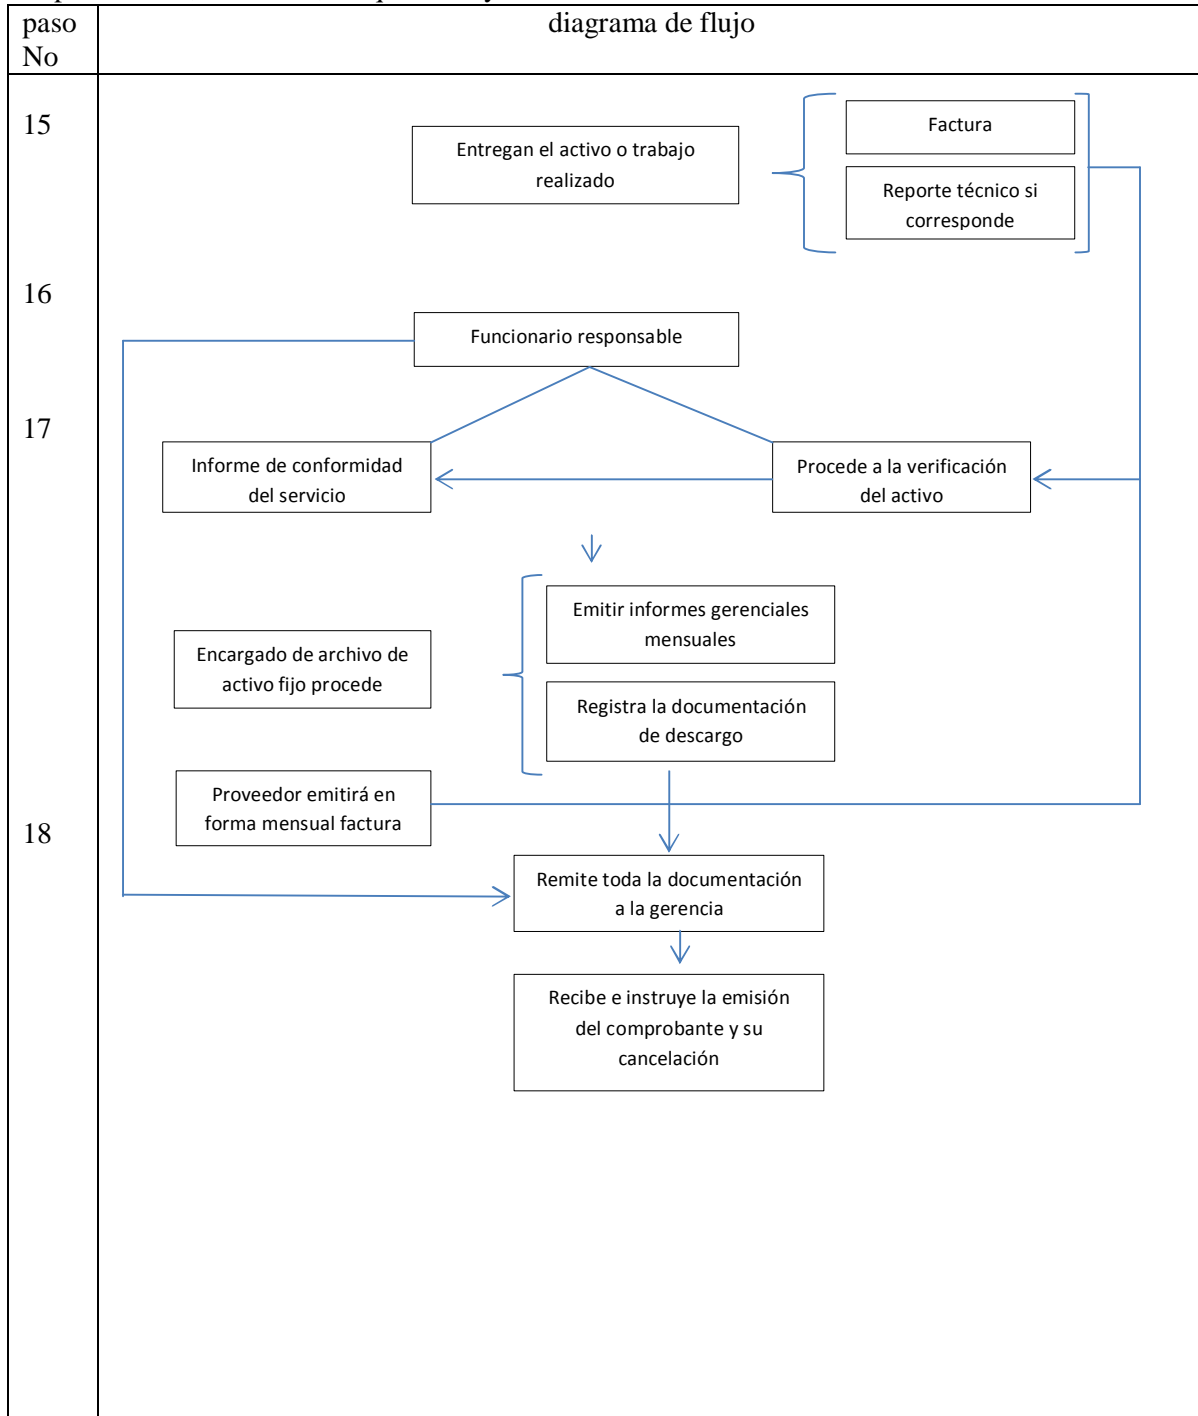 paso
No
diagrama de flujo
15
Entregan el activo o trabajo
realizado
Factura
Reporte técnico si
corresponde
16
Funcionario responsable
17
Informe de conformidad
del servicio
Procede a la verificación
del activo
Emitir informes gerenciales
mensuales
Encargado de archivo de
activo fijo procede
Registra la documentación
de descargo
Proveedor emitirá en
forma mensual factura
18
Remite toda la documentación
a la gerencia
Recibe e instruye la emisión
del comprobante y su
cancelación